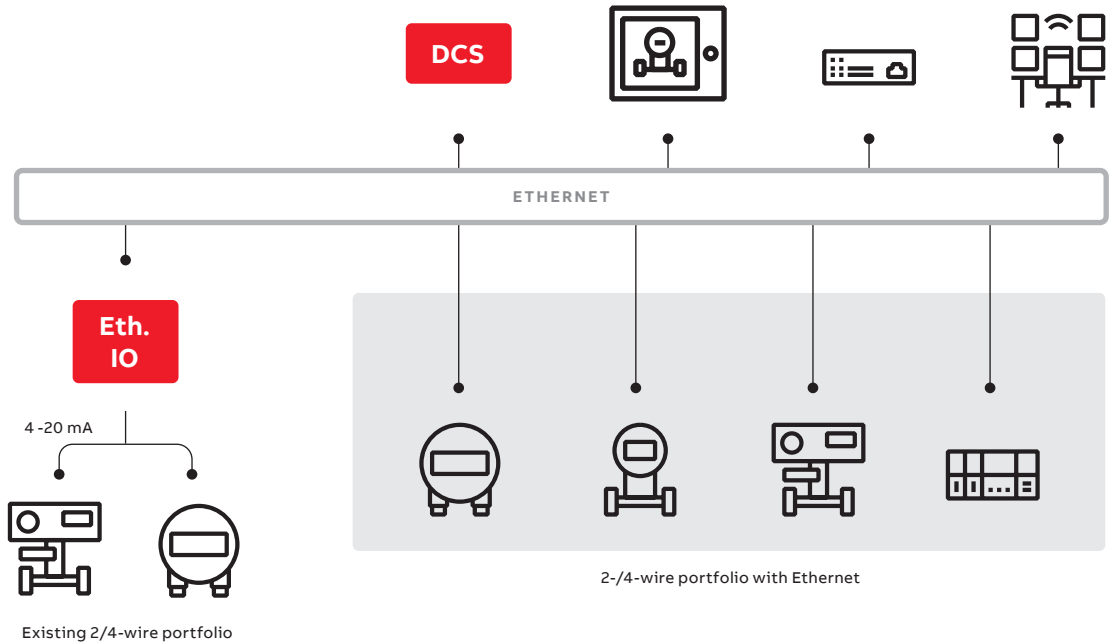 DCS
ETHERNET
Eth.
IO
4 -20 mA
2-/4-wire portfolio with Ethernet
Existing 2/4-wire portfolio